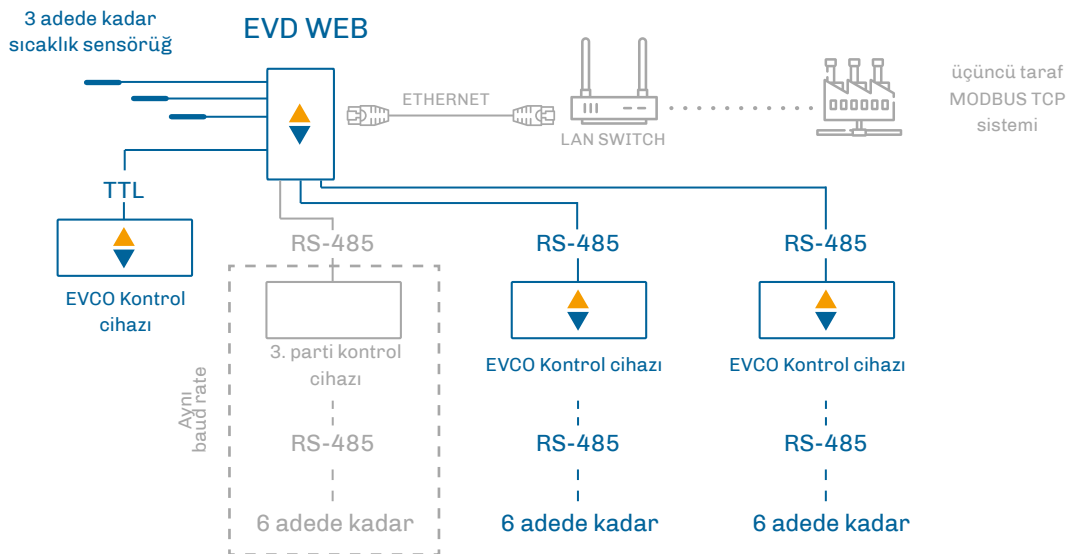 3 adede kadar
sıcaklık sensörüğ
EVD WEB
ETHERNET
LAN SWITCH
üçüncü taraf
MODBUS TCP
sistemi
TTL
EVCO Kontrol
cihazı
RS-485
RS-485
RS-485
3. parti kontrol
cihazı
EVCO Kontrol cihazı
EVCO Kontrol cihazı
Aynı
baud rate
RS-485
RS-485
RS-485
6 adede kadar
6 adede kadar
6 adede kadar